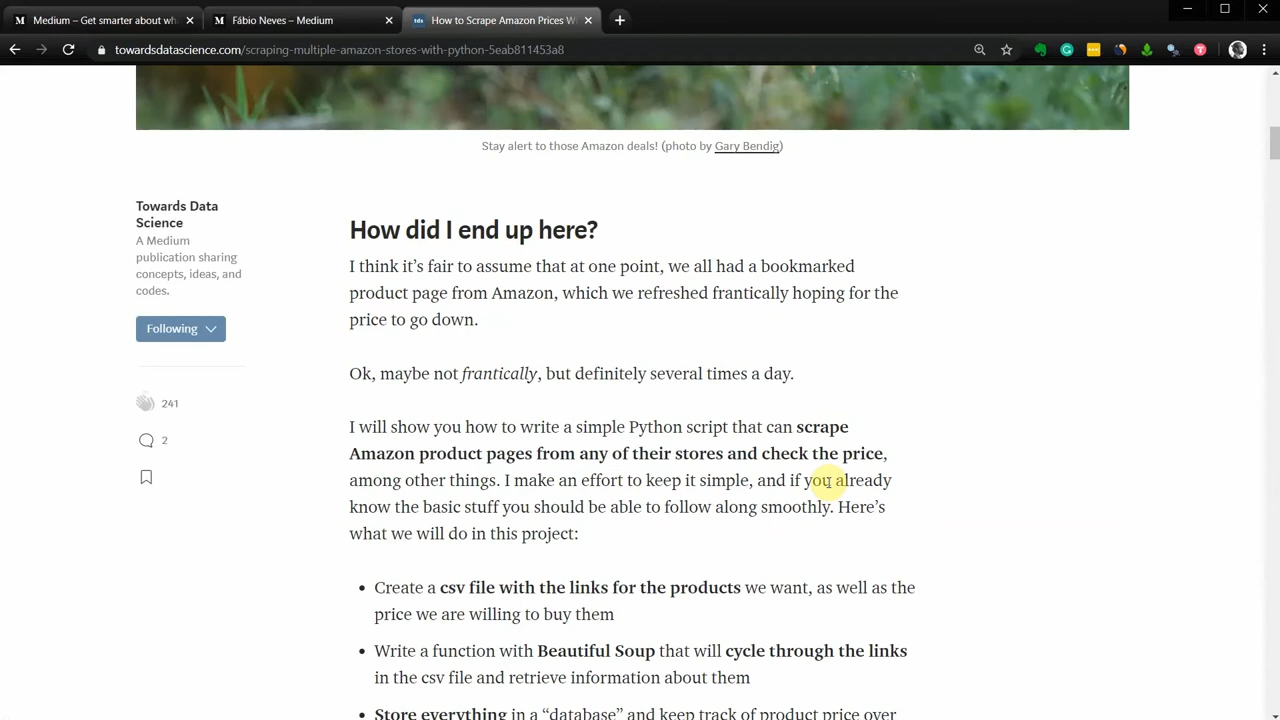 Medium – Get smarter about wh
Fábio Neves – Medium
tds
How to Scrape Amazon Prices W
towardsdatascience.com/scraping-multiple-amazon-stores-with-python-5eab811453a8
Stay alert to those Amazon deals! (photo by Gary Bendig)
Towards Data
Science
A Medium
publication sharing
concepts, ideas, and
codes.
Following
241
2
How did I end up here?
I think it’s fair to assume that at one point, we all had a bookmarked
product page from Amazon, which we refreshed frantically hoping for the
price to go down.
Ok, maybe not frantically, but definitely several times a day.
I will show you how to write a simple Python script that can scrape
Amazon product pages from any of their stores and check the price,
among other things. I make an effort to keep it simple, and if you already
know the basic stuff you should be able to follow along smoothly. Here’s
what we will do in this project:
• Create a csv file with the links for the products we want, as well as the
price we are willing to buy them
• Write a function with Beautiful Soup that will cycle through the links
in the csv file and retrieve information about them
• Store everything in a “database” and keep track of product price over